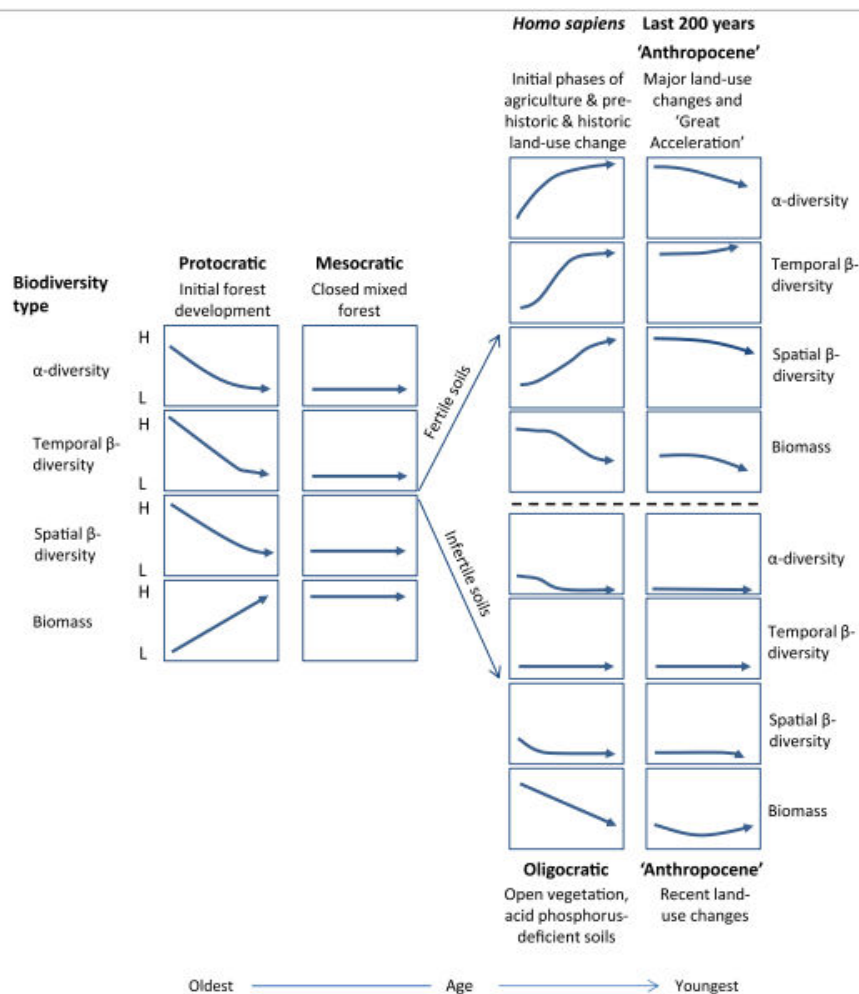 Homo sapiens
Last 200 years
'Anthropocene'
Initial phases of
agriculture & pre-
historic & historic
land-use change
Major land-use
changes and
'Great
Acceleration'
α-diversity
Temporal β-
diversity
Spatial β-
diversity
Biomass
Biodiversity
type
Protocratic
Initial forest
development
Mesocratic
Closed mixed
forest
H
α-diversity
L
H
Temporal β-
diversity
L
H
Spatial β-
diversity
L
H
Biomass
L
Fertile soils
Infertile soils
α-diversity
Temporal β-
diversity
Spatial β-
diversity
Biomass
Oligocratic
Open vegetation,
acid phosphorus-
deficient soils
'Anthropocene'
Recent land-
use changes
Oldest
Age
Youngest